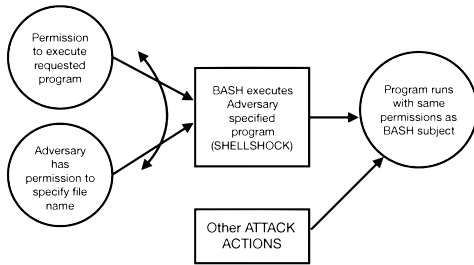 Permission
to execute
requested
program
Adversary
has
permission to
specify file
name
BASH executes
Adversary
specified
program
(SHELLSHOCK)
Other ATTACK
ACTIONS
Program runs
with same
permissions as
BASH subject